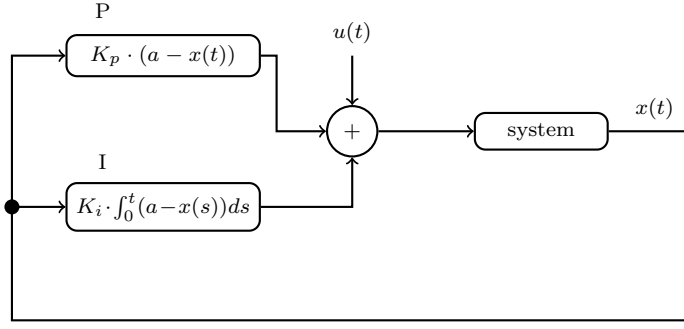 P
K_p · (a − x(t))
u(t)
+
system
x(t)
I
K_i · ∫_0^t (a−x(s))ds